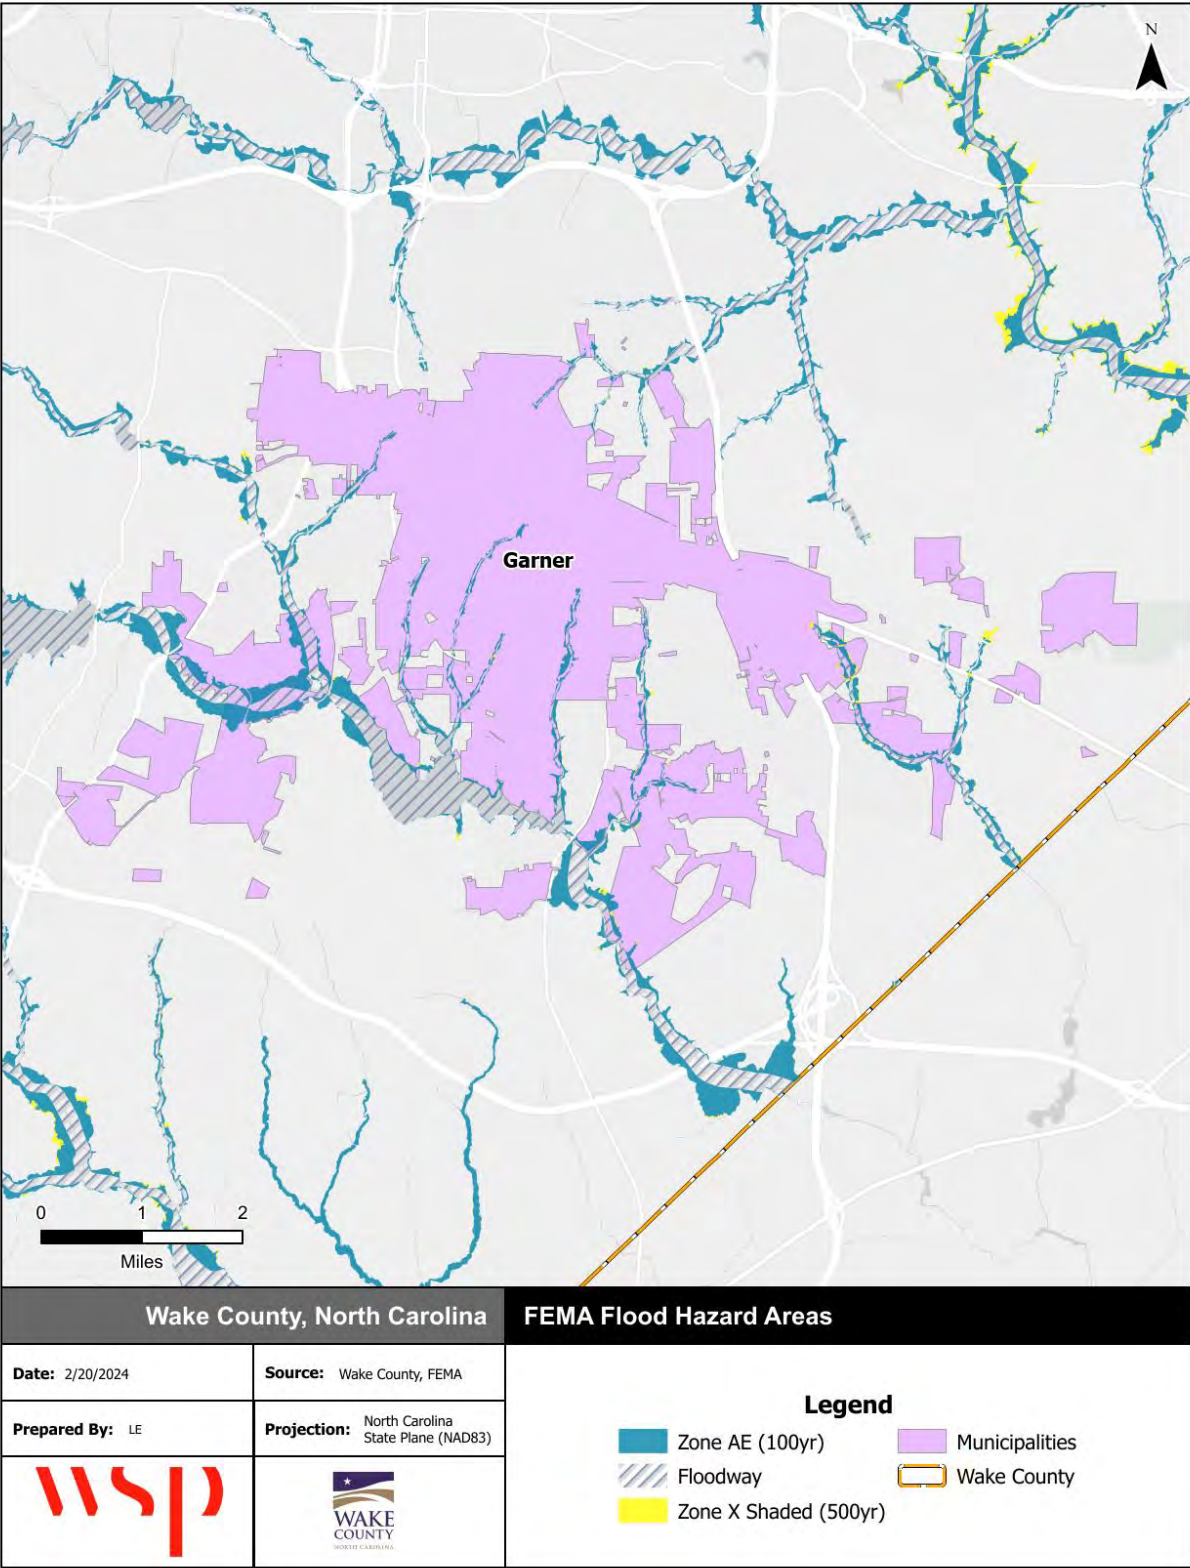 N
Garner
0 1 2
Miles
Wake County, North Carolina
FEMA Flood Hazard Areas
Date: 2/20/2024
Source: Wake County, FEMA
Prepared By: LE
Projection: North Carolina
State Plane (NAD83)
wsp
WAKE
COUNTY
NORTH CAROLINA
Legend
Zone AE (100yr)
Municipalities
Floodway
Wake County
Zone X Shaded (500yr)